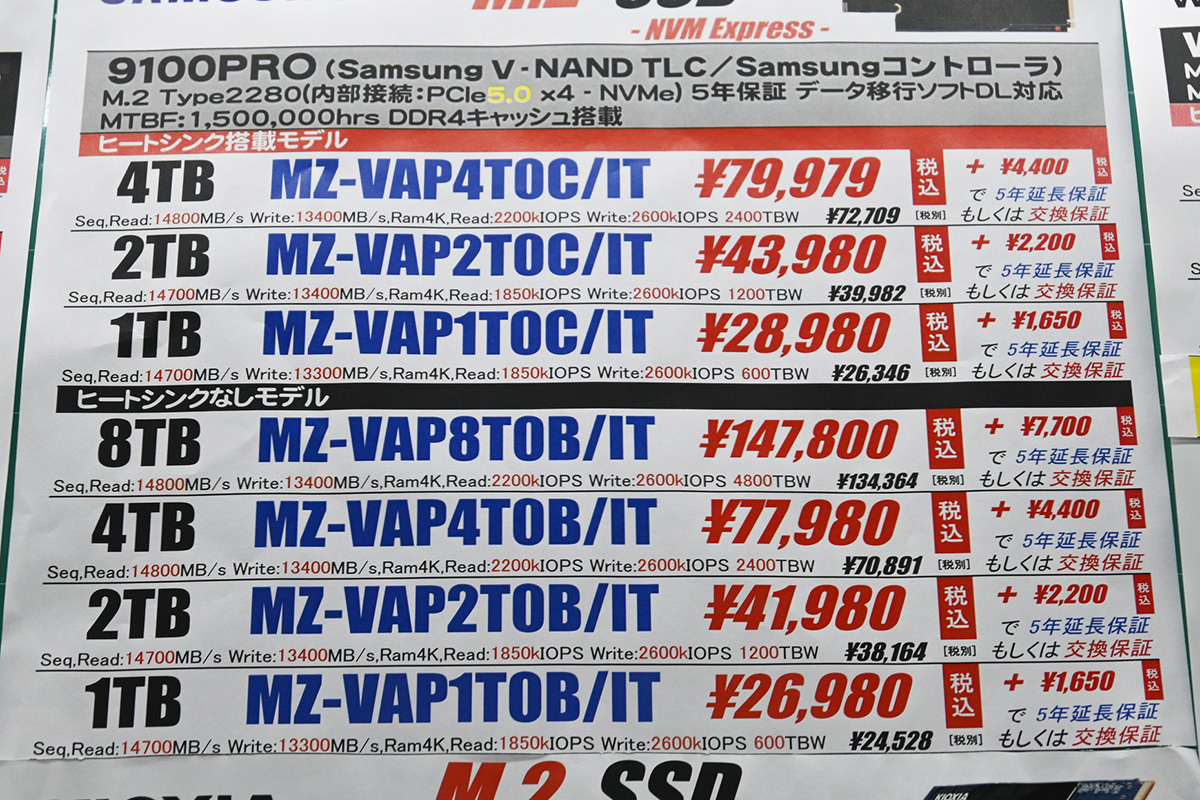 SAMSUNG M.2 SSD
- NVM Express -
9100PRO (Samsung V-NAND TLC/Samsungコントローラ)
M.2 Type2280(内部接続:PCIe5.0 x4 - NVMe) 5年保証 データ移行ソフトDL対応
MTBF:1,500,000hrs DDR4キャッシュ搭載
ヒートシンク搭載モデル
4TB MZ-VAP4T0C/IT ¥79,979 税込 + ¥4,400 税込
で 5年延長保証
Seq,Read:14800MB/s Write:13400MB/s,Ram4K,Read:2200kIOPS Write:2600kIOPS 2400TBW ¥72,709 [税別] もしくは 交換保証
2TB MZ-VAP2T0C/IT ¥43,980 税込 + ¥2,200 税込
で 5年延長保証
Seq,Read:14700MB/s Write:13400MB/s,Ram4K,Read:1850kIOPS Write:2600kIOPS 1200TBW ¥39,982 [税別] もしくは 交換保証
1TB MZ-VAP1T0C/IT ¥28,980 税込 + ¥1,650 税込
で 5年延長保証
Seq,Read:14700MB/s Write:13300MB/s,Ram4K,Read:1850kIOPS Write:2600kIOPS 600TBW ¥26,346 [税別] もしくは 交換保証
ヒートシンクなしモデル
8TB MZ-VAP8T0B/IT ¥147,800 税込 + ¥7,700 税込
で 5年延長保証
Seq,Read:14800MB/s Write:13400MB/s,Ram4K,Read:2200kIOPS Write:2600kIOPS 4800TBW ¥134,364 [税別] もしくは 交換保証
4TB MZ-VAP4T0B/IT ¥77,980 税込 + ¥4,400 税込
で 5年延長保証
Seq,Read:14800MB/s Write:13400MB/s,Ram4K,Read:2200kIOPS Write:2600kIOPS 2400TBW ¥70,891 [税別] もしくは 交換保証
2TB MZ-VAP2T0B/IT ¥41,980 税込 + ¥2,200 税込
で 5年延長保証
Seq,Read:14700MB/s Write:13400MB/s,Ram4K,Read:1850kIOPS Write:2600kIOPS 1200TBW ¥38,164 [税別] もしくは 交換保証
1TB MZ-VAP1T0B/IT ¥26,980 税込 + ¥1,650 税込
で 5年延長保証
Seq,Read:14700MB/s Write:13300MB/s,Ram4K,Read:1850kIOPS Write:2600kIOPS 600TBW ¥24,528 [税別] もしくは 交換保証
KIOXIA M.2 SSD
KIOXIA